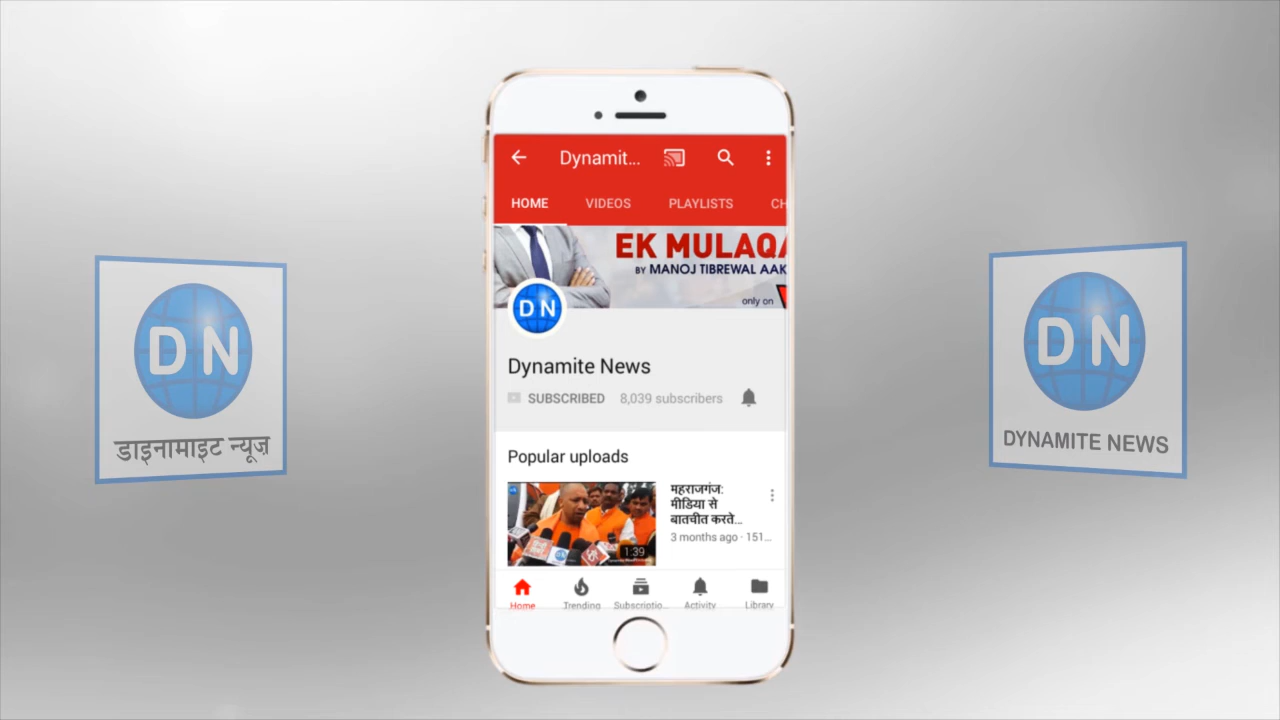 Dynamit...
HOME VIDEOS PLAYLISTS CH
EK MULAQA
BY MANOJ TIBREWAL AAK
only on
DN
Dynamite News
SUBSCRIBED 8,039 subscribers
Popular uploads
महराजगंज:
मीडिया से
बातचीत करते...
3 months ago · 151...
1:39
Home Trending Subscriptio... Activity Library
DN
डाइनामाइट न्यूज़
DN
DYNAMITE NEWS